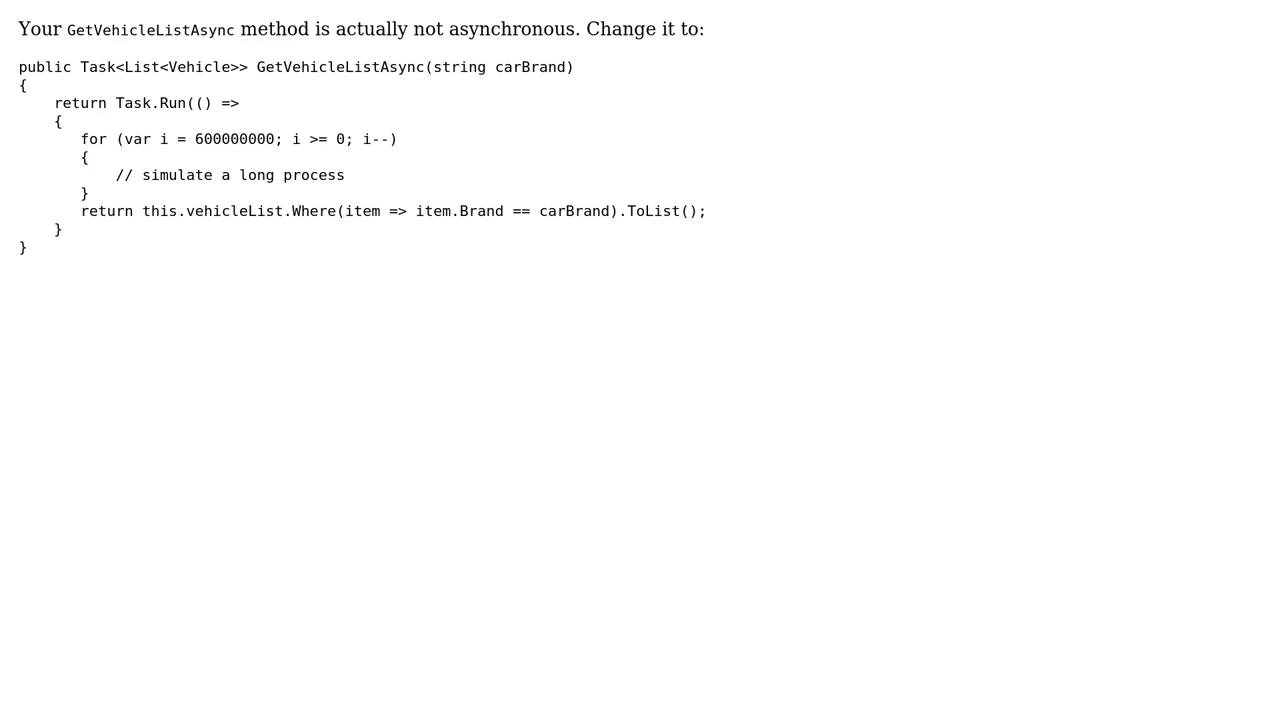 Your GetVehicleListAsync method is actually not asynchronous. Change it to:
public Task<List<Vehicle>> GetVehicleListAsync(string carBrand)
{
    return Task.Run(() =>
    {
       for (var i = 600000000; i >= 0; i--)
       {
           // simulate a long process
       }
       return this.vehicleList.Where(item => item.Brand == carBrand).ToList();
    }
}